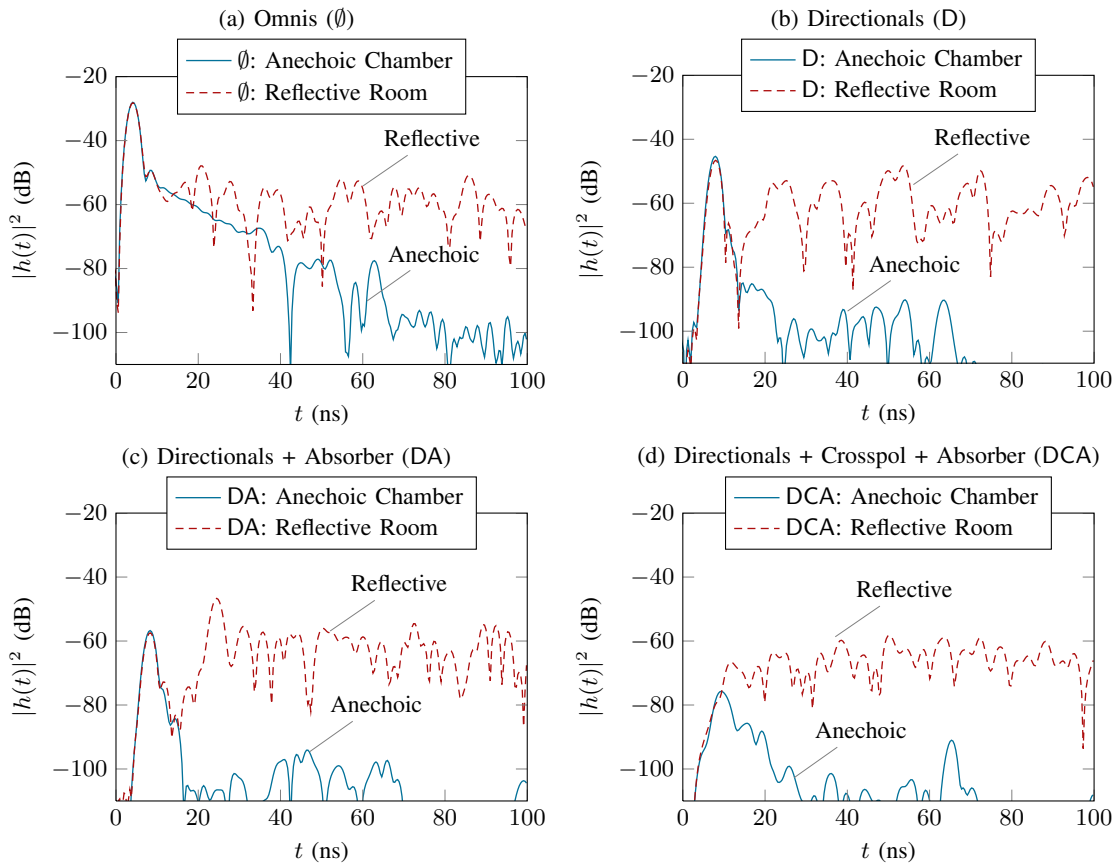 (a) Omnis (∅)
∅: Anechoic Chamber
∅: Reflective Room
−20
−40
−60
−80
−100
|h(t)|² (dB)
Reflective
Anechoic
0 20 40 60 80 100
t (ns)
(b) Directionals (D)
D: Anechoic Chamber
D: Reflective Room
−20
−40
−60
−80
−100
|h(t)|² (dB)
Reflective
Anechoic
0 20 40 60 80 100
t (ns)
(c) Directionals + Absorber (DA)
DA: Anechoic Chamber
DA: Reflective Room
−20
−40
−60
−80
−100
|h(t)|² (dB)
Reflective
Anechoic
0 20 40 60 80 100
t (ns)
(d) Directionals + Crosspol + Absorber (DCA)
DCA: Anechoic Chamber
DCA: Reflective Room
−20
−40
−60
−80
−100
|h(t)|² (dB)
Reflective
Anechoic
0 20 40 60 80 100
t (ns)